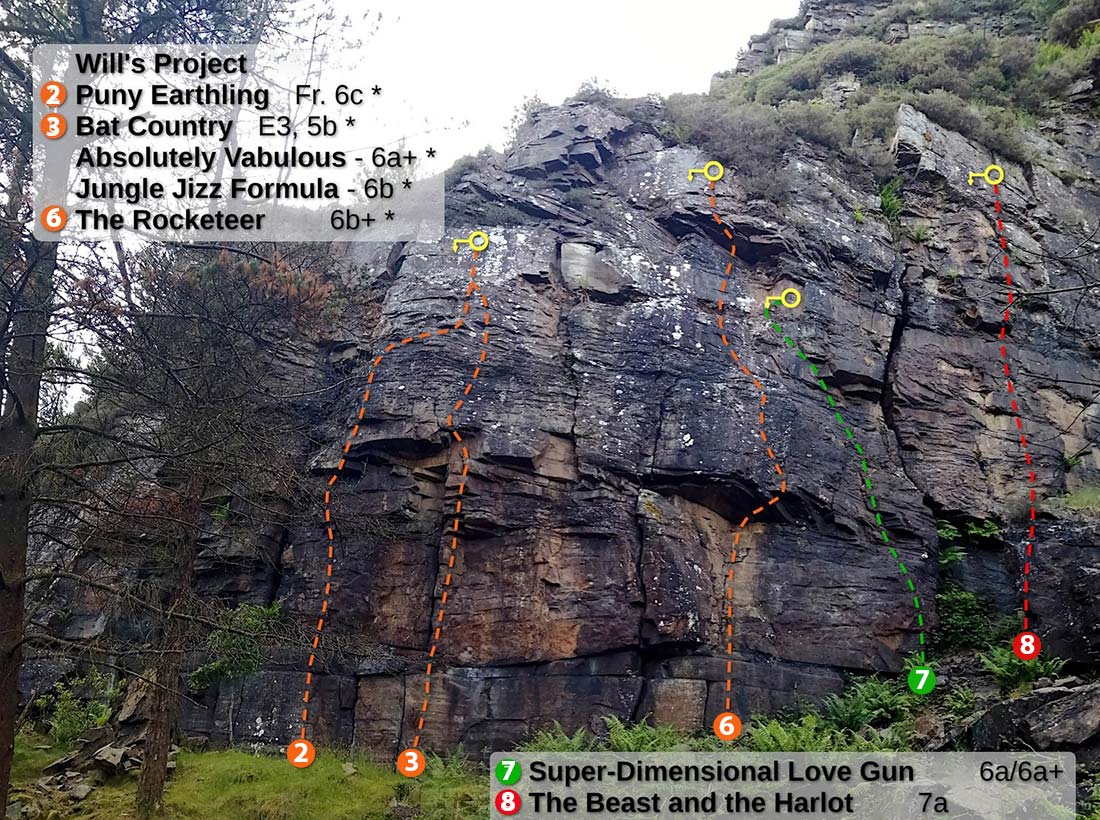 Will's Project
2 Puny Earthling Fr. 6c *
3 Bat Country E3, 5b *
Absolutely Vabulous - 6a+ *
Jungle Jizz Formula - 6b *
6 The Rocketeer 6b+ *
8
7
6
2
3
7 Super-Dimensional Love Gun 6a/6a+
8 The Beast and the Harlot 7a